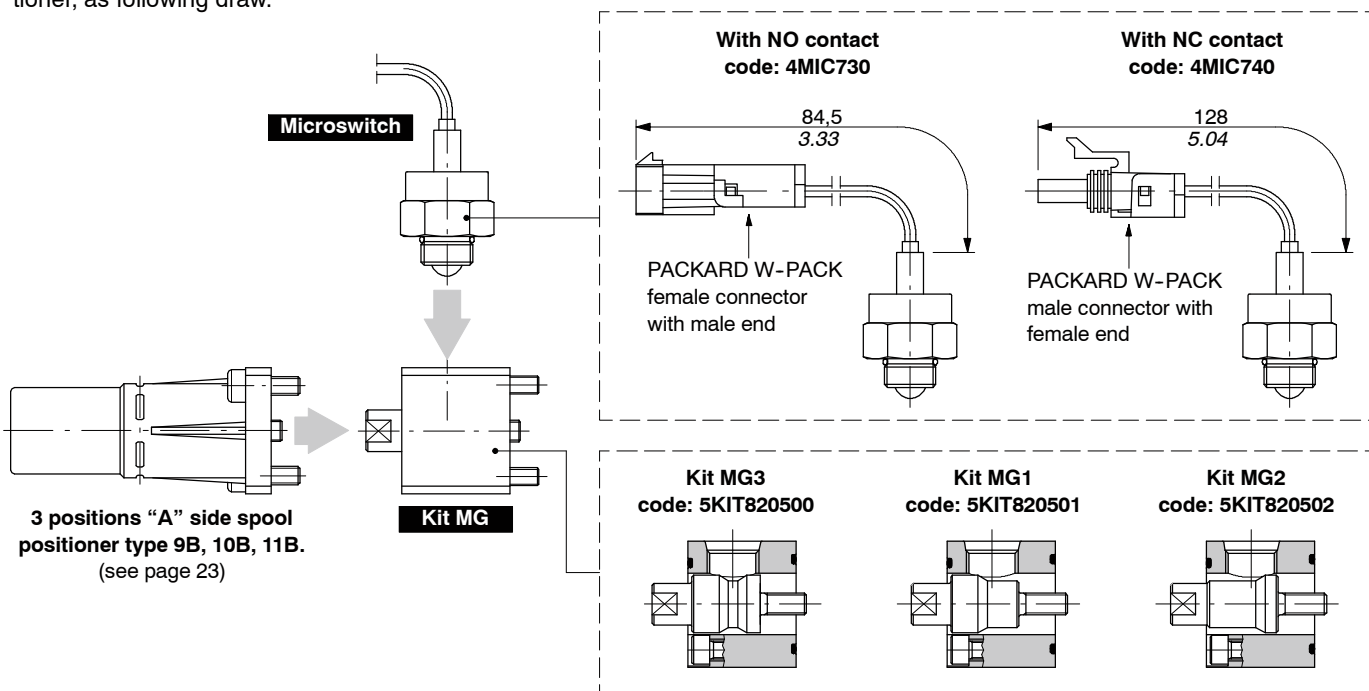 tioner, as following draw.
Microswitch
With NO contact
code: 4MIC730
84,5
3.33
PACKARD W-PACK
female connector
with male end
With NC contact
code: 4MIC740
128
5.04
PACKARD W-PACK
male connector with
female end
3 positions “A” side spool
positioner type 9B, 10B, 11B.
(see page 23)
Kit MG
Kit MG3
code: 5KIT820500
Kit MG1
code: 5KIT820501
Kit MG2
code: 5KIT820502